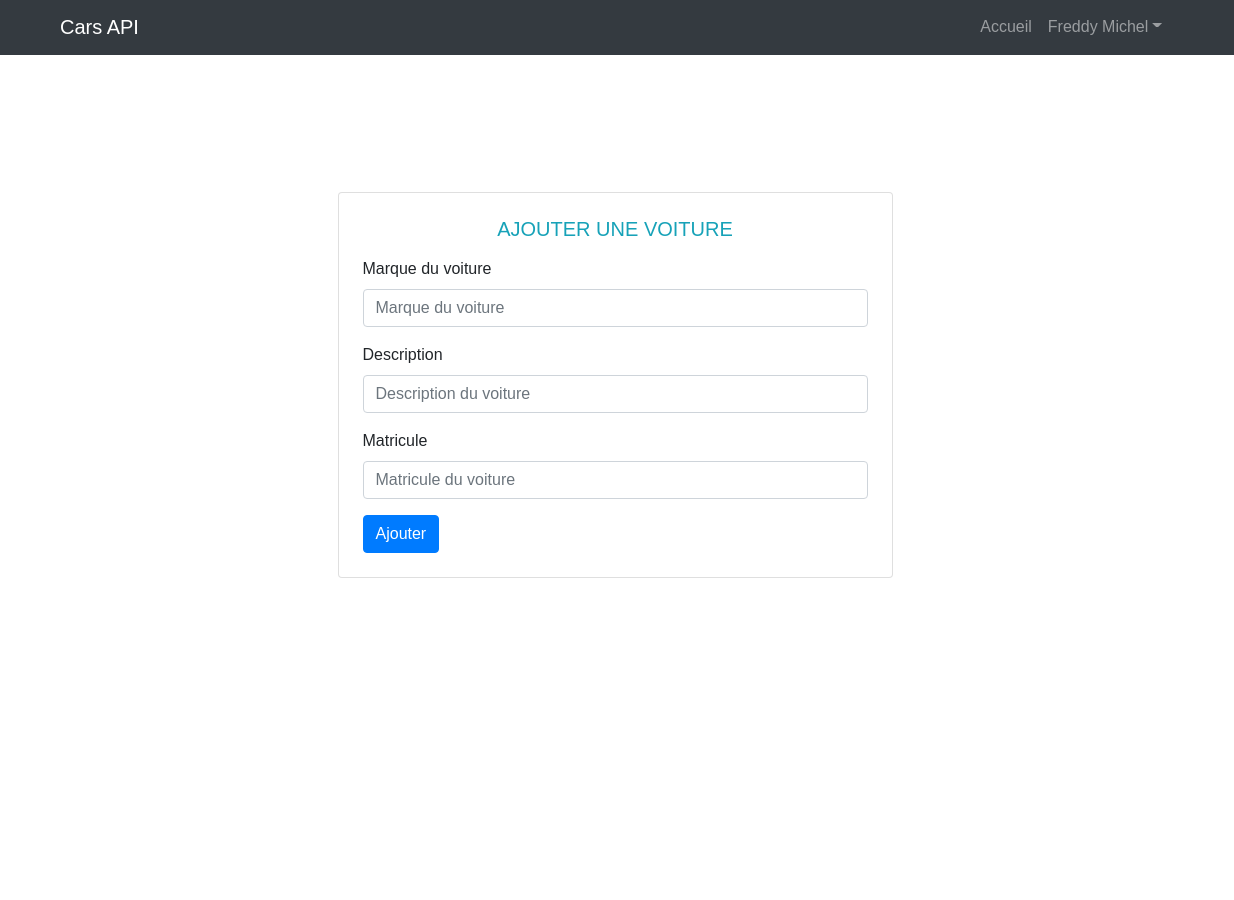 Cars API
Accueil
Freddy Michel
AJOUTER UNE VOITURE
Marque du voiture
Marque du voiture
Description
Description du voiture
Matricule
Matricule du voiture
Ajouter